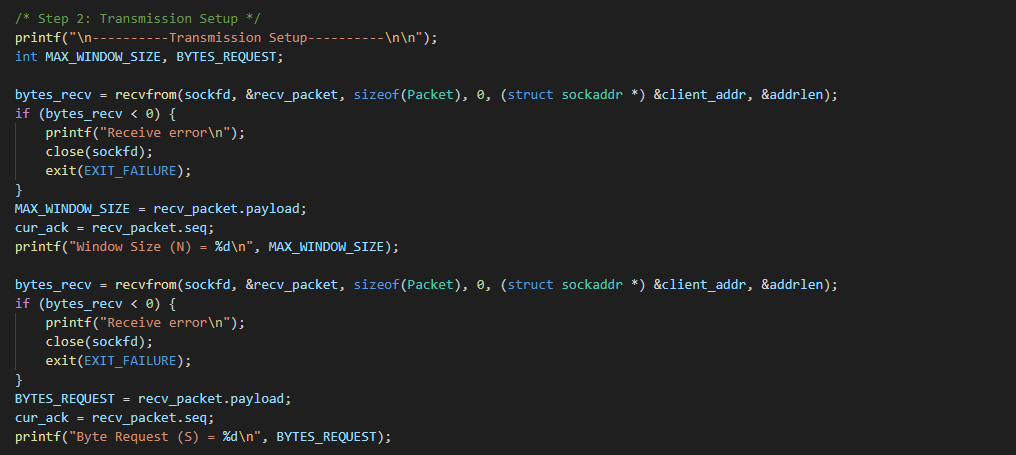 /* Step 2: Transmission Setup */
printf("\n----------Transmission Setup----------\n\n");
int MAX_WINDOW_SIZE, BYTES_REQUEST;

bytes_recv = recvfrom(sockfd, &recv_packet, sizeof(Packet), 0, (struct sockaddr *) &client_addr, &addrlen);
if (bytes_recv < 0) {
    printf("Receive error\n");
    close(sockfd);
    exit(EXIT_FAILURE);
}
MAX_WINDOW_SIZE = recv_packet.payload;
cur_ack = recv_packet.seq;
printf("Window Size (N) = %d\n", MAX_WINDOW_SIZE);

bytes_recv = recvfrom(sockfd, &recv_packet, sizeof(Packet), 0, (struct sockaddr *) &client_addr, &addrlen);
if (bytes_recv < 0) {
    printf("Receive error\n");
    close(sockfd);
    exit(EXIT_FAILURE);
}
BYTES_REQUEST = recv_packet.payload;
cur_ack = recv_packet.seq;
printf("Byte Request (S) = %d\n", BYTES_REQUEST);